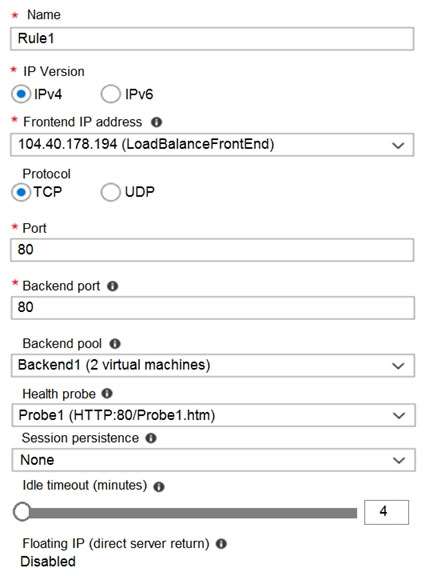 * Name
Rule1
* IP Version
IPv4 IPv6
* Frontend IP address
104.40.178.194 (LoadBalanceFrontEnd)
Protocol
TCP UDP
* Port
80
* Backend port
80
Backend pool
Backend1 (2 virtual machines)
Health probe
Probe1 (HTTP:80/Probe1.htm)
Session persistence
None
Idle timeout (minutes)
4
Floating IP (direct server return)
Disabled